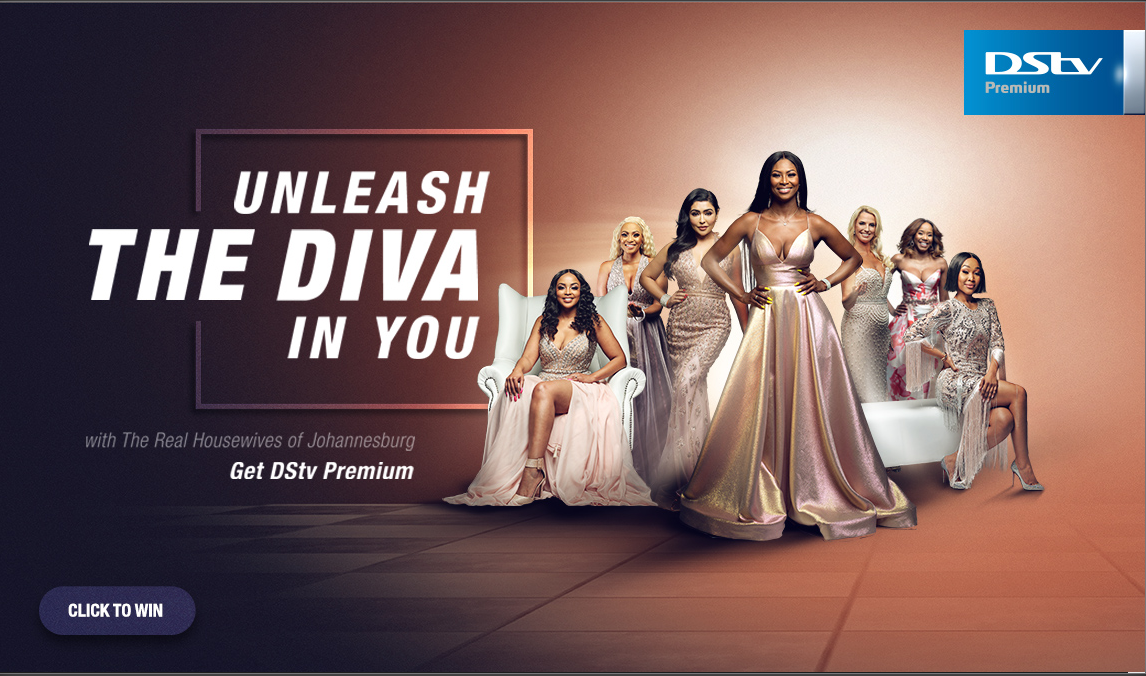 DStv
Premium
UNLEASH
THE DIVA
IN YOU
with The Real Housewives of Johannesburg
Get DStv Premium
CLICK TO WIN